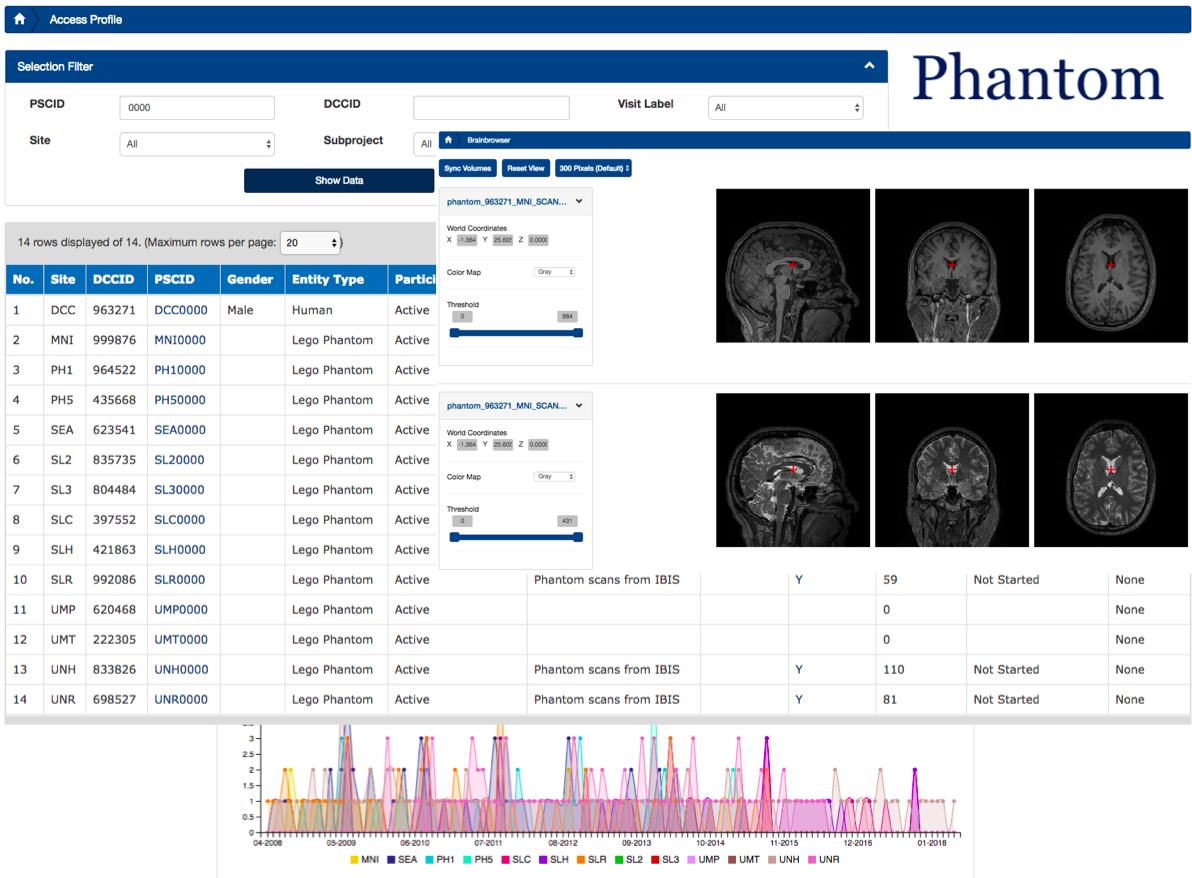 Access Profile
Phantom
Selection Filter
PSCID 0000 DCCID Visit Label All
Site All Subproject All
Show Data
Brainbrowser
Sync Volumes Reset View 300 Pixels (Default)
phantom_963271_MNI_SCAN...
World Coordinates
X -1.364 Y 25.605 Z 0.0000
Color Map Gray
Threshold
0 984
phantom_963271_MNI_SCAN...
World Coordinates
X -1.364 Y 25.605 Z 0.0000
Color Map Gray
Threshold
0 431
14 rows displayed of 14. (Maximum rows per page: 20 )
No. Site DCCID PSCID Gender Entity Type Partici
1 DCC 963271 DCC0000 Male Human Active
2 MNI 999876 MNI0000 Lego Phantom Active
3 PH1 964522 PH10000 Lego Phantom Active
4 PH5 435668 PH50000 Lego Phantom Active
5 SEA 623541 SEA0000 Lego Phantom Active
6 SL2 835735 SL20000 Lego Phantom Active
7 SL3 804484 SL30000 Lego Phantom Active
8 SLC 397552 SLC0000 Lego Phantom Active
9 SLH 421863 SLH0000 Lego Phantom Active
10 SLR 992086 SLR0000 Lego Phantom Active Phantom scans from IBIS Y 59 Not Started None
11 UMP 620468 UMP0000 Lego Phantom Active 0 None
12 UMT 222305 UMT0000 Lego Phantom Active 0 None
13 UNH 833826 UNH0000 Lego Phantom Active Phantom scans from IBIS Y 110 Not Started None
14 UNR 698527 UNR0000 Lego Phantom Active Phantom scans from IBIS Y 81 Not Started None
3
2.5
2
1.5
1
0.5
0
04-2008 05-2009 06-2010 07-2011 08-2012 09-2013 10-2014 11-2015 12-2016 01-2018
MNI SEA PH1 PH5 SLC SLH SLR SL2 SL3 UMP UMT UNH UNR